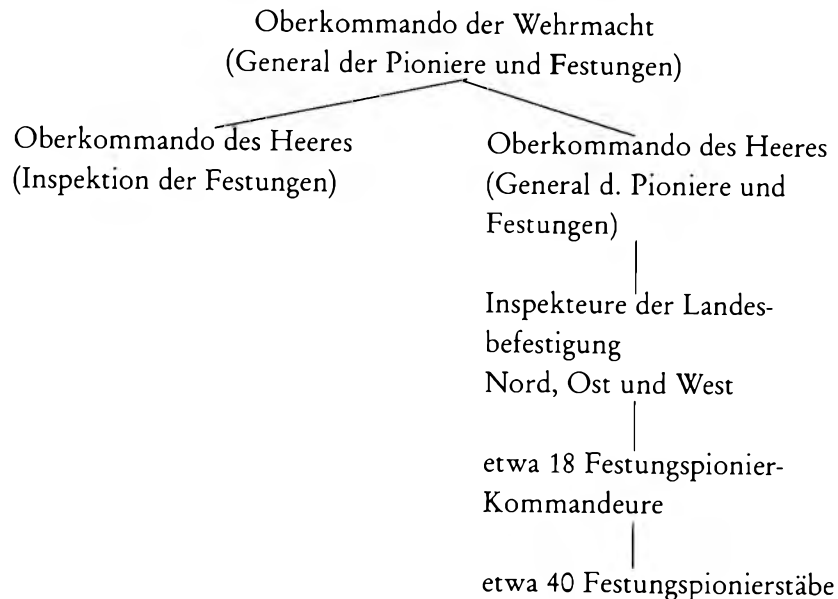 Oberkommando der Wehrmacht
(General der Pioniere und Festungen)
Oberkommando des Heeres
(Inspektion der Festungen)
Oberkommando des Heeres
(General d. Pioniere und
Festungen)
Inspekteure der Landes-
befestigung
Nord, Ost und West
etwa 18 Festungspionier-
Kommandeure
etwa 40 Festungspionierstäbe